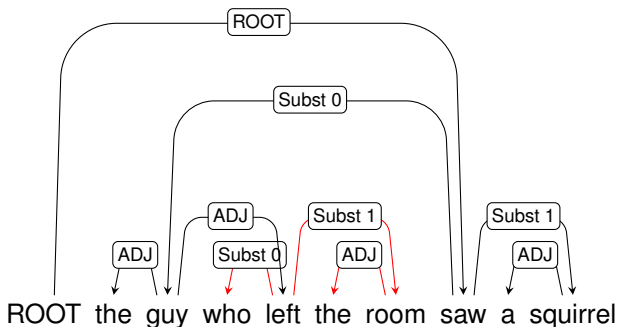 ROOT
Subst 0
ADJ Subst 1 Subst 1
ADJ Subst 0 ADJ ADJ
ROOT the guy who left the room saw a squirrel